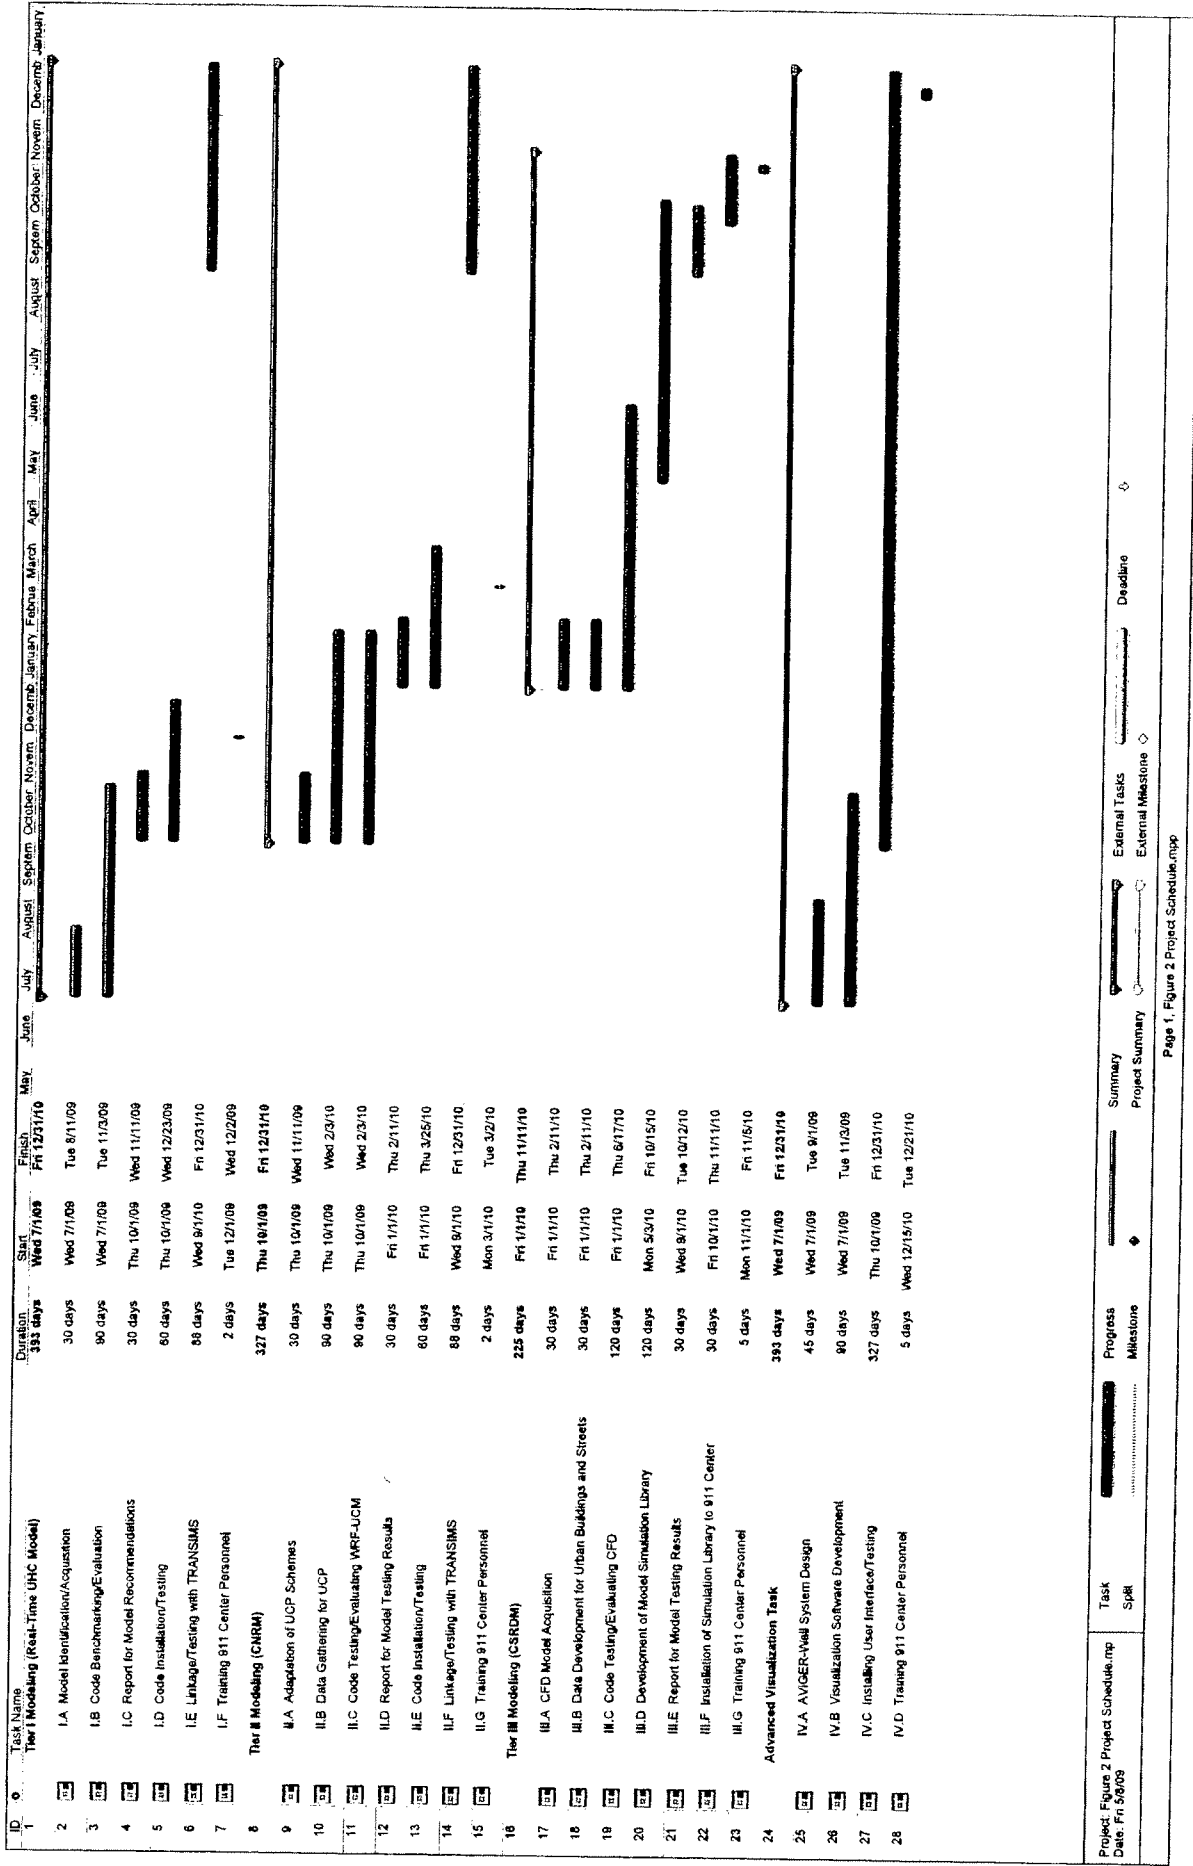 ID Task Name Duration Start Finish May June July August Septem October Novem Decemb January Februa March April May June July August Septem October Novem Decemb January
1 Tier I Modeling (Real-Time UHC Model) 393 days Wed 7/1/09 Fri 12/31/10
2 I.A Model Identification/Acquisition 30 days Wed 7/1/09 Tue 8/11/09
3 I.B Code Benchmarking/Evaluation 90 days Wed 7/1/09 Tue 11/3/09
4 I.C Report for Model Recommendations 30 days Thu 10/1/09 Wed 11/11/09
5 I.D Code Installation/Testing 60 days Thu 10/1/09 Wed 12/23/09
6 I.E Linkage/Testing with TRANSIMS 88 days Wed 9/1/10 Fri 12/31/10
7 I.F Training 911 Center Personnel 2 days Tue 12/1/09 Wed 12/2/09
8 Tier II Modeling (CNRM) 327 days Thu 10/1/09 Fri 12/31/10
9 II.A Adaptation of UCP Schemes 30 days Thu 10/1/09 Wed 11/11/09
10 II.B Data Gathering for UCP 90 days Thu 10/1/09 Wed 2/3/10
11 II.C Code Testing/Evaluating WRF-UCM 90 days Thu 10/1/09 Wed 2/3/10
12 II.D Report for Model Testing Results 30 days Fri 1/1/10 Thu 2/11/10
13 II.E Code Installation/Testing 60 days Fri 1/1/10 Thu 3/25/10
14 II.F Linkage/Testing with TRANSIMS 88 days Wed 9/1/10 Fri 12/31/10
15 II.G Training 911 Center Personnel 2 days Mon 3/1/10 Tue 3/2/10
16 Tier III Modeling (CSRDM) 225 days Fri 1/1/10 Thu 11/11/10
17 III.A CFD Model Acquisition 30 days Fri 1/1/10 Thu 2/11/10
18 III.B Data Development for Urban Buildings and Streets 30 days Fri 1/1/10 Thu 2/11/10
19 III.C Code Testing/Evaluating CFD 120 days Fri 1/1/10 Thu 6/17/10
20 III.D Development of Model Simulation Library 120 days Mon 5/3/10 Fri 10/15/10
21 III.E Report for Model Testing Results 30 days Wed 9/1/10 Tue 10/12/10
22 III.F Installation of Simulation Library to 911 Center 30 days Fri 10/1/10 Thu 11/11/10
23 III.G Training 911 Center Personnel 5 days Mon 11/1/10 Fri 11/5/10
24 Advanced Visualization Task 393 days Wed 7/1/09 Fri 12/31/10
25 IV.A AVIGER-Wall System Design 45 days Wed 7/1/09 Tue 9/1/09
26 IV.B Visualization Software Development 90 days Wed 7/1/09 Tue 11/3/09
27 IV.C Installing User Interface/Testing 327 days Thu 10/1/09 Fri 12/31/10
28 IV.D Training 911 Center Personnel 5 days Wed 12/15/10 Tue 12/21/10
Project: Figure 2 Project Schedule.mp
Date: Fri 5/8/09
Task Progress Summary External Tasks Deadline
Split Milestone Project Summary External Milestone
Page 1, Figure 2 Project Schedule.mpp